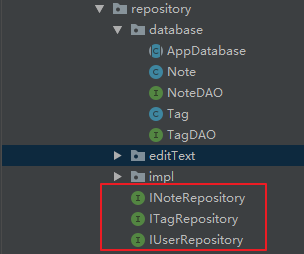 repository
database
AppDatabase
Note
NoteDAO
Tag
TagDAO
editText
impl
INoteRepository
ITagRepository
IUserRepository